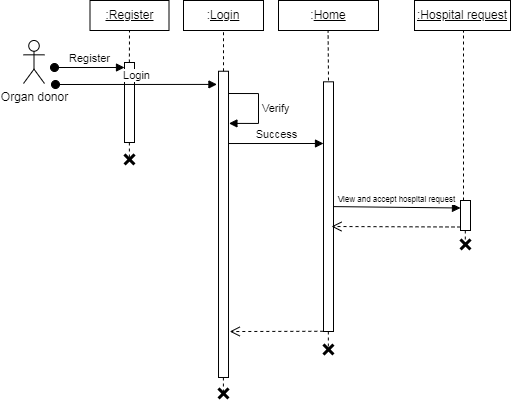 :Register
:Login
:Home
:Hospital request
Register
Login
Organ donor
Verify
Success
View and accept hospital request